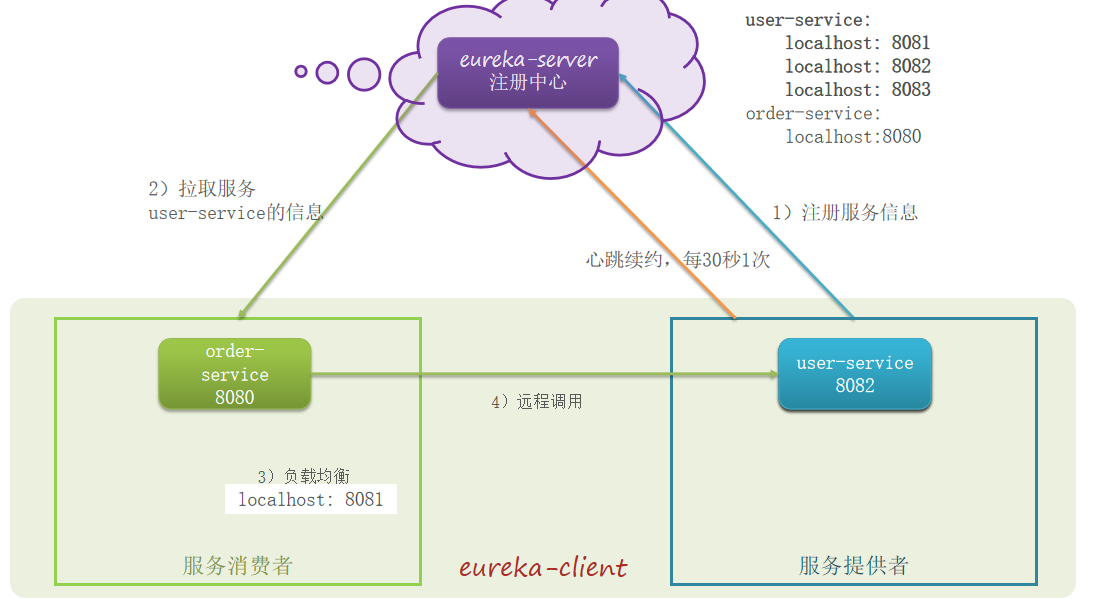 eureka-server
注册中心
user-service:
localhost: 8081
localhost: 8082
localhost: 8083
order-service:
localhost:8080
2）拉取服务
user-service的信息
1）注册服务信息
心跳续约，每30秒1次
order-
service
8080
user-service
8082
4）远程调用
3）负载均衡
localhost: 8081
服务消费者
eureka-client
服务提供者